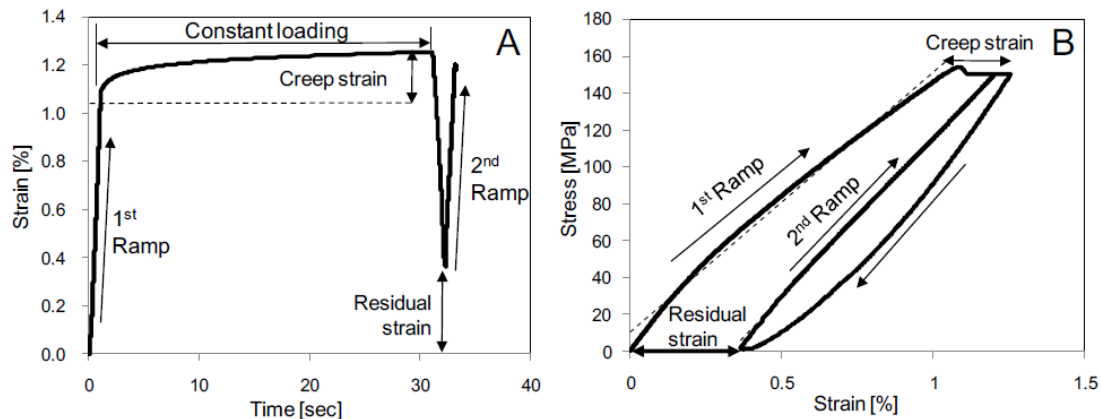 A
1.4
1.2
1.0
0.8
0.6
0.4
0.2
0.0
Strain [%]
0
10
20
30
40
Time [sec]
Constant loading
Creep strain
1st
Ramp
2nd
Ramp
Residual
strain
B
180
160
140
120
100
80
60
40
20
0
Stress [MPa]
0
0.5
1
1.5
Strain [%]
Creep strain
1st Ramp
2nd Ramp
Residual
strain